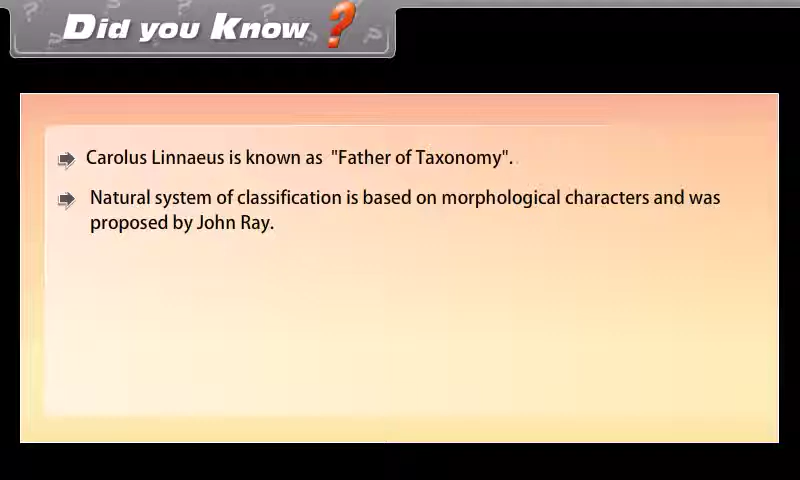 Did you Know ?
Carolus Linnaeus is known as "Father of Taxonomy".
Natural system of classification is based on morphological characters and was
proposed by John Ray.